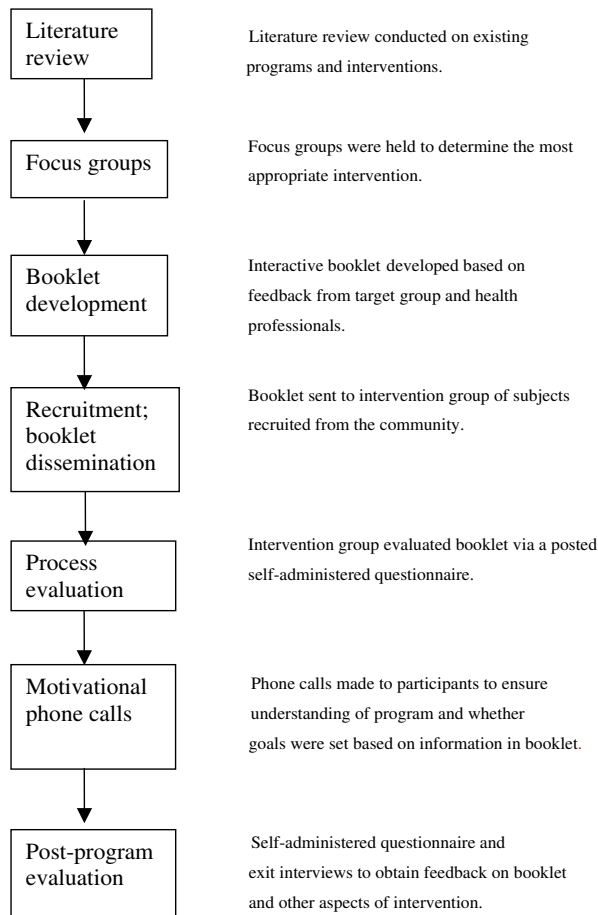 Literature
review
Literature review conducted on existing
programs and interventions.
Focus groups
Focus groups were held to determine the most
appropriate intervention.
Booklet
development
Interactive booklet developed based on
feedback from target group and health
professionals.
Recruitment;
booklet
dissemination
Booklet sent to intervention group of subjects
recruited from the community.
Process
evaluation
Intervention group evaluated booklet via a posted
self-administered questionnaire.
Motivational
phone calls
Phone calls made to participants to ensure
understanding of program and whether
goals were set based on information in booklet.
Post-program
evaluation
Self-administered questionnaire and
exit interviews to obtain feedback on booklet
and other aspects of intervention.